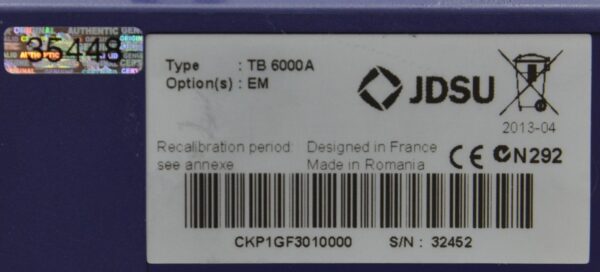 35448
Type : TB 6000A
Option(s) : EM
JDSU
2013-04
Recalibration period
see annexe
Designed in France
Made in Romania
CE N292
CKP1GF3010000 S/N : 32452